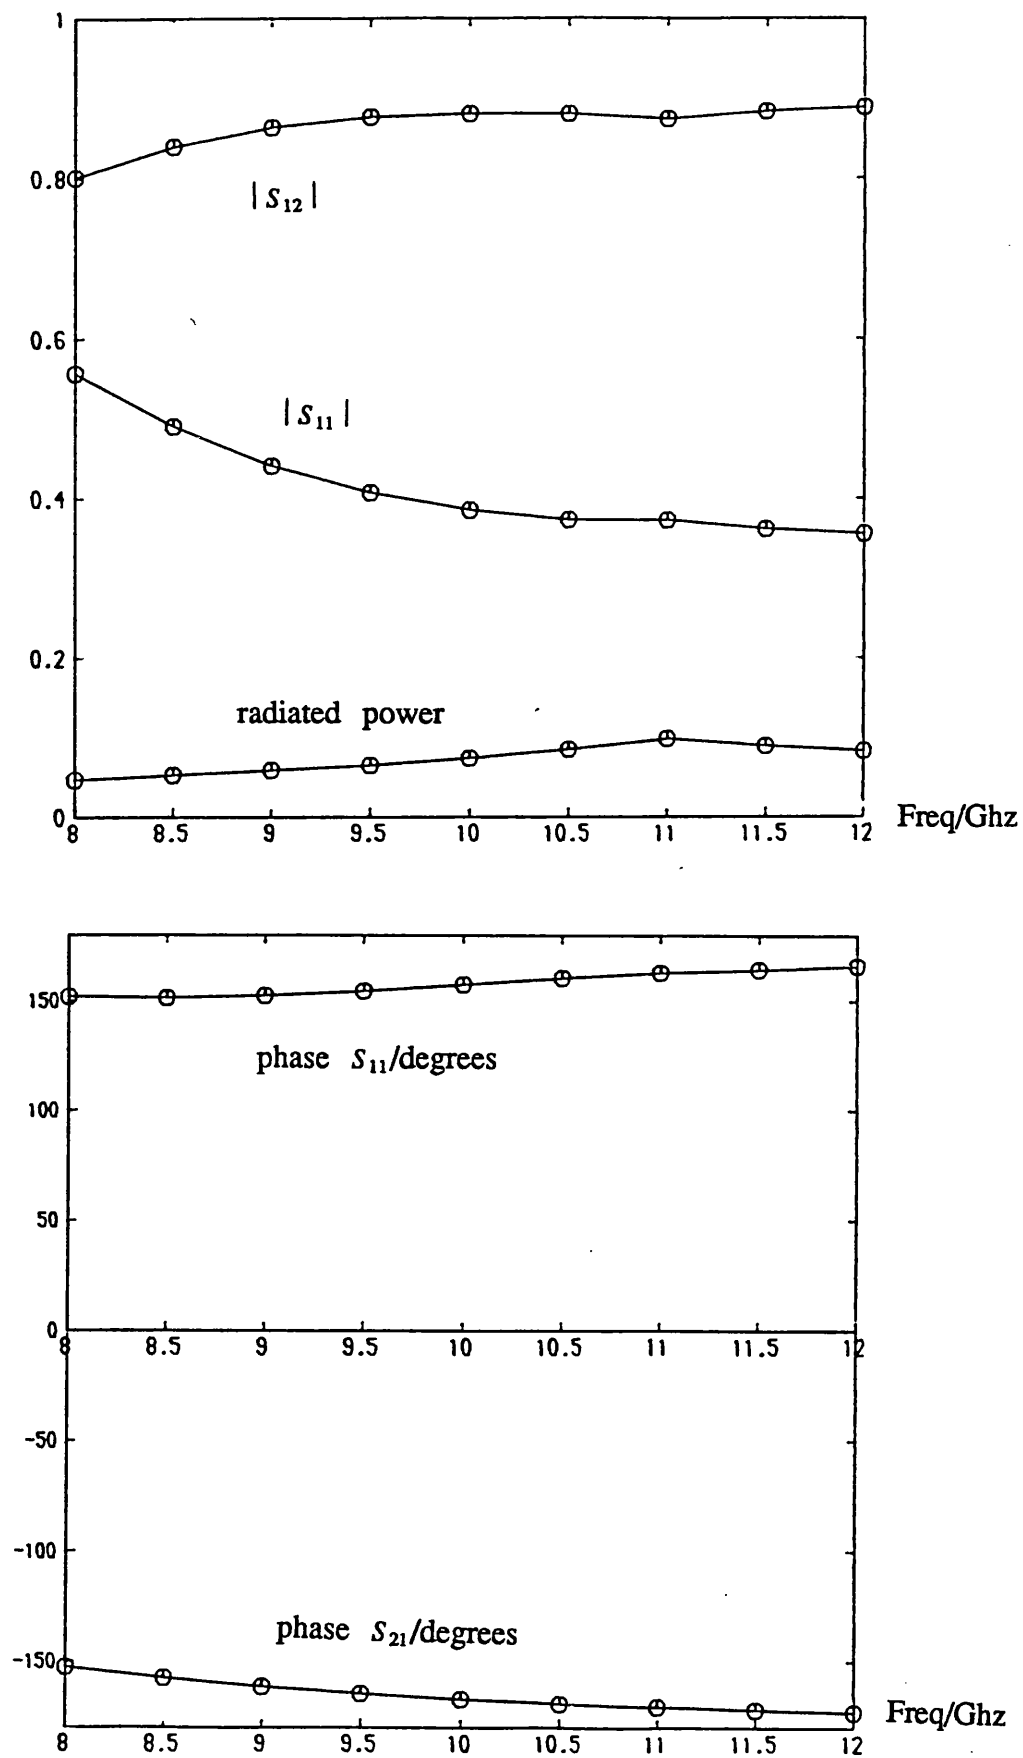 1
0.8
|S₁₂|
0.6
|S₁₁|
0.4
0.2
radiated power
0
8 8.5 9 9.5 10 10.5 11 11.5 12 Freq/Ghz
150
phase S₁₁/degrees
100
50
0
8 8.5 9 9.5 10 10.5 11 11.5 12
-50
-100
phase S₂₁/degrees
-150
8 8.5 9 9.5 10 10.5 11 11.5 12 Freq/Ghz